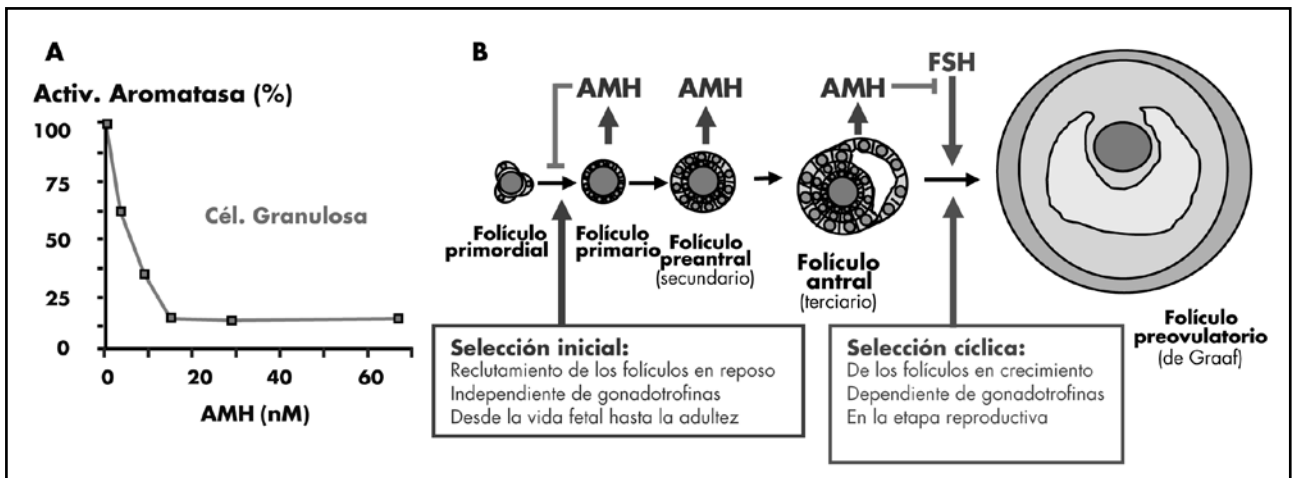 A
Activ. Aromatasa (%)
100
75
50
25
0
Cél. Granulosa
0 20 40 60
AMH (nM)
B
FSH
AMH AMH AMH
Folículo
primordial
Folículo
primario
Folículo
preantral
(secundario)
Folículo
antral
(terciario)
Folículo
preovulatorio
(de Graaf)
Selección inicial:
Reclutamiento de los folículos en reposo
Independiente de gonadotrofinas
Desde la vida fetal hasta la adultez
Selección cíclica:
De los folículos en crecimiento
Dependiente de gonadotrofinas
En la etapa reproductiva